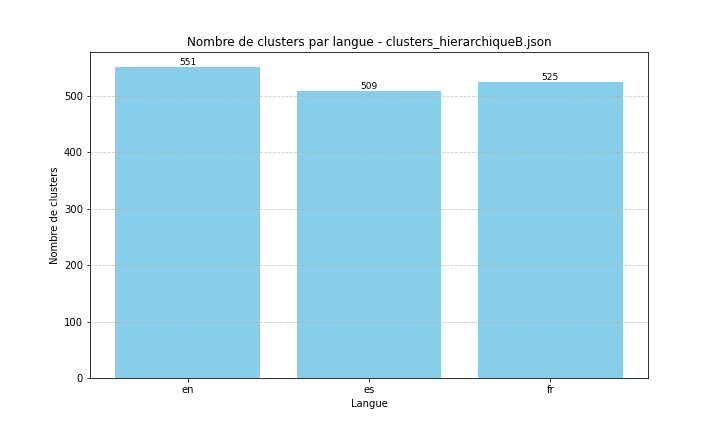 Nombre de clusters par langue - clusters_hierarchiqueB.json
551
509
525
500
400
300
200
100
0
Nombre de clusters
en
es
fr
Langue